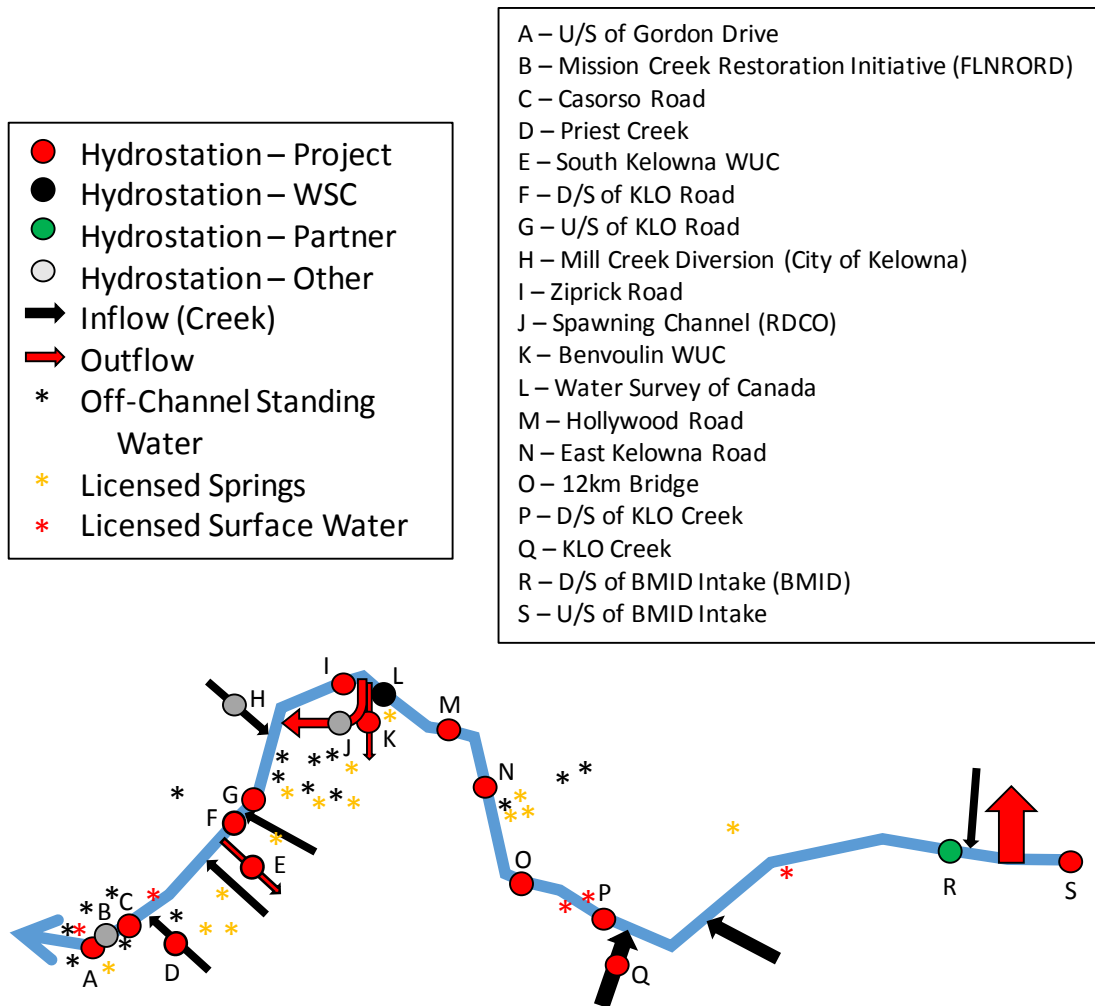 Hydrostation – Project
Hydrostation – WSC
Hydrostation – Partner
Hydrostation – Other
Inflow (Creek)
Outflow
* Off-Channel Standing
Water
* Licensed Springs
* Licensed Surface Water
A – U/S of Gordon Drive
B – Mission Creek Restoration Initiative (FLNRORD)
C – Casorso Road
D – Priest Creek
E – South Kelowna WUC
F – D/S of KLO Road
G – U/S of KLO Road
H – Mill Creek Diversion (City of Kelowna)
I – Ziprick Road
J – Spawning Channel (RDCO)
K – Benvoulin WUC
L – Water Survey of Canada
M – Hollywood Road
N – East Kelowna Road
O – 12km Bridge
P – D/S of KLO Creek
Q – KLO Creek
R – D/S of BMID Intake (BMID)
S – U/S of BMID Intake
I
L
H
M
J
K
N
G
F
E
O
P
R
S
C
B
A
D
Q